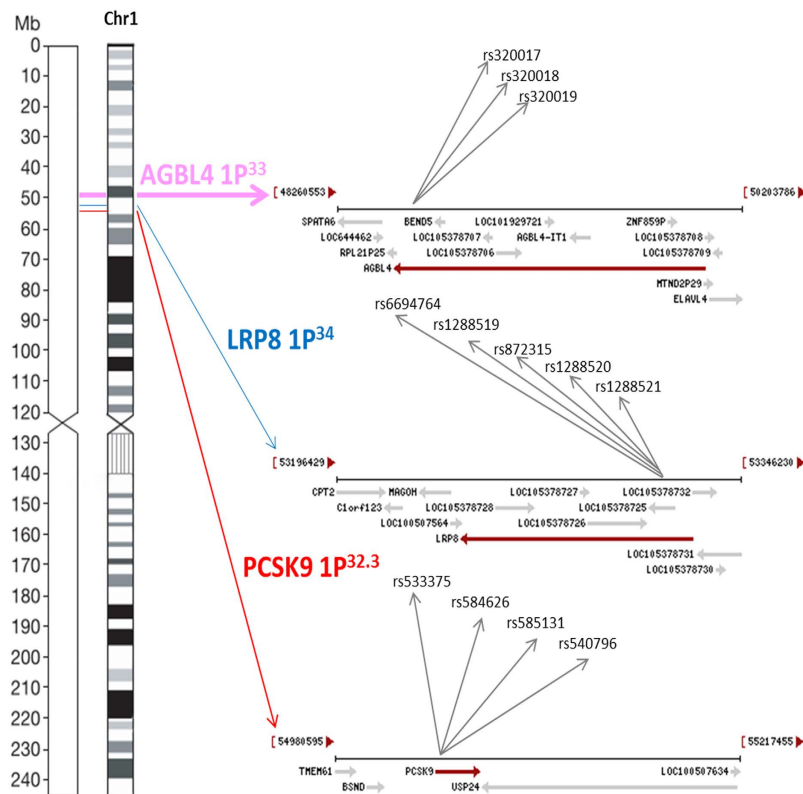 Mb
Chr1
0
10
20
30
40
50
60
70
80
90
100
110
120
130
140
150
160
170
180
190
200
210
220
230
240
AGBL4 1P33
LRP8 1P34
PCSK9 1P32.3
rs320017
rs320018
rs320019
[ 48260553
50203786
[
SPATA6
BEND5
LOC101929721
ZNF859P
LOC644462
LOC105378707
AGBL4-IT1
LOC105378708
RPL21P25
LOC105378706
LOC105378709
AGBL4
MTND2P29
ELAVL4
rs6694764
rs1288519
rs872315
rs1288520
rs1288521
[ 53196429
[ 53346230
CPT2
MAGOH
LOC105378727
LOC105378732
C1orf123
LOC105378728
LOC105378725
LOC100507564
LOC105378726
LRP8
LOC105378731
LOC105378730
rs533375
rs584626
rs585131
rs540796
[ 54980595
[ 55217455
TMEM61
PCSK9
LOC100507634
BSND
USP24